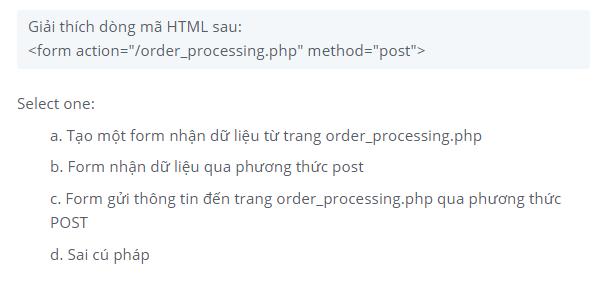 Giải thích dòng mã HTML sau:
<form action="/order_processing.php" method="post">
Select one:
a. Tạo một form nhận dữ liệu từ trang order_processing.php
b. Form nhận dữ liệu qua phương thức post
c. Form gửi thông tin đến trang order_processing.php qua phương thức
POST
d. Sai cú pháp